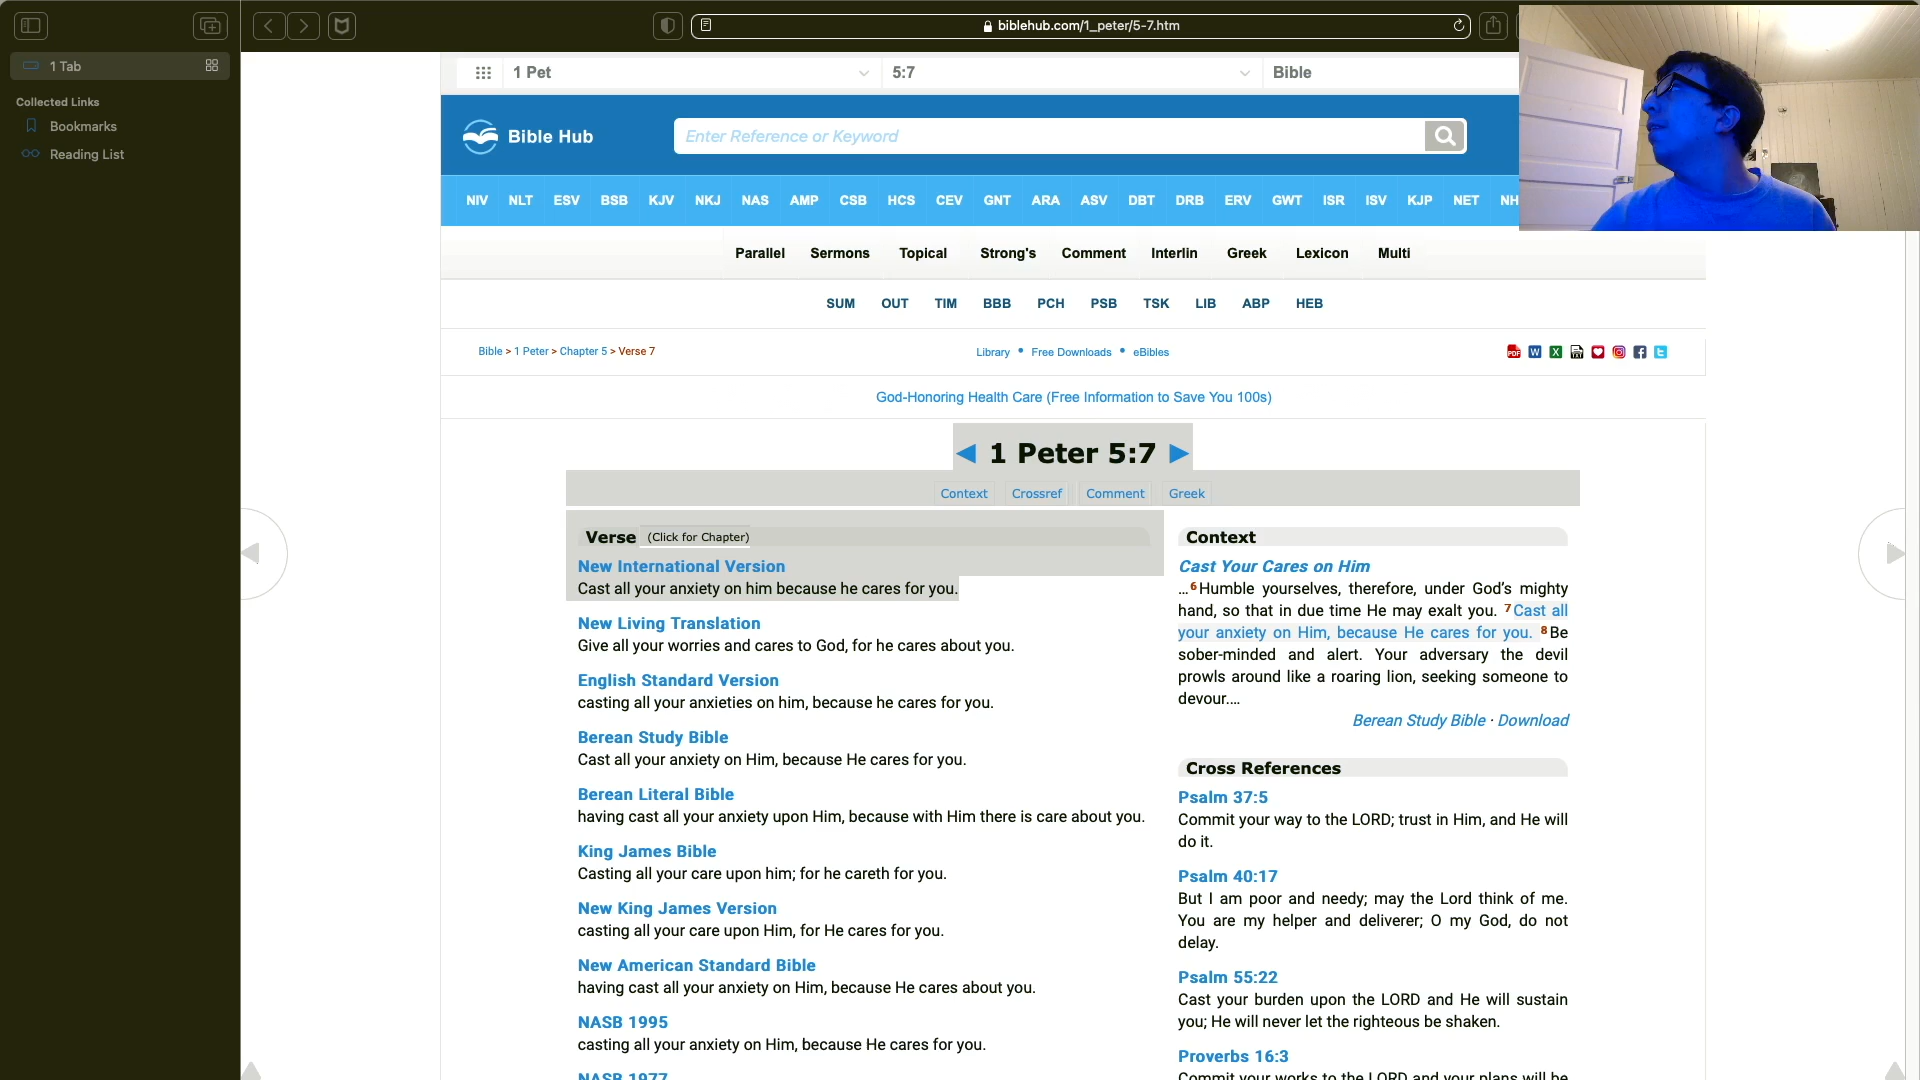 biblehub.com/1_peter/5-7.htm
1 Tab
Collected Links
Bookmarks
Reading List
1 Pet
5:7
Bible
Bible Hub
Enter Reference or Keyword
NIV NLT ESV BSB KJV NKJ NAS AMP CSB HCS CEV GNT ARA ASV DBT DRB ERV GWT ISR ISV KJP NET NH
Parallel Sermons Topical Strong's Comment Interlin Greek Lexicon Multi
SUM OUT TIM BBB PCH PSB TSK LIB ABP HEB
Bible > 1 Peter > Chapter 5 > Verse 7
Library • Free Downloads • eBibles
God-Honoring Health Care (Free Information to Save You 100s)
◄ 1 Peter 5:7 ►
Context Crossref Comment Greek
Verse (Click for Chapter)
New International Version
Cast all your anxiety on him because he cares for you.
New Living Translation
Give all your worries and cares to God, for he cares about you.
English Standard Version
casting all your anxieties on him, because he cares for you.
Berean Study Bible
Cast all your anxiety on Him, because He cares for you.
Berean Literal Bible
having cast all your anxiety upon Him, because with Him there is care about you.
King James Bible
Casting all your care upon him; for he careth for you.
New King James Version
casting all your care upon Him, for He cares for you.
New American Standard Bible
having cast all your anxiety on Him, because He cares about you.
NASB 1995
casting all your anxiety on Him, because He cares for you.
NASB 1977
Context
Cast Your Cares on Him
…6Humble yourselves, therefore, under God’s mighty
hand, so that in due time He may exalt you. 7Cast all
your anxiety on Him, because He cares for you. 8Be
sober-minded and alert. Your adversary the devil
prowls around like a roaring lion, seeking someone to
devour.…
Berean Study Bible · Download
Cross References
Psalm 37:5
Commit your way to the LORD; trust in Him, and He will
do it.
Psalm 40:17
But I am poor and needy; may the Lord think of me.
You are my helper and deliverer; O my God, do not
delay.
Psalm 55:22
Cast your burden upon the LORD and He will sustain
you; He will never let the righteous be shaken.
Proverbs 16:3
Commit your works to the LORD and your plans will be